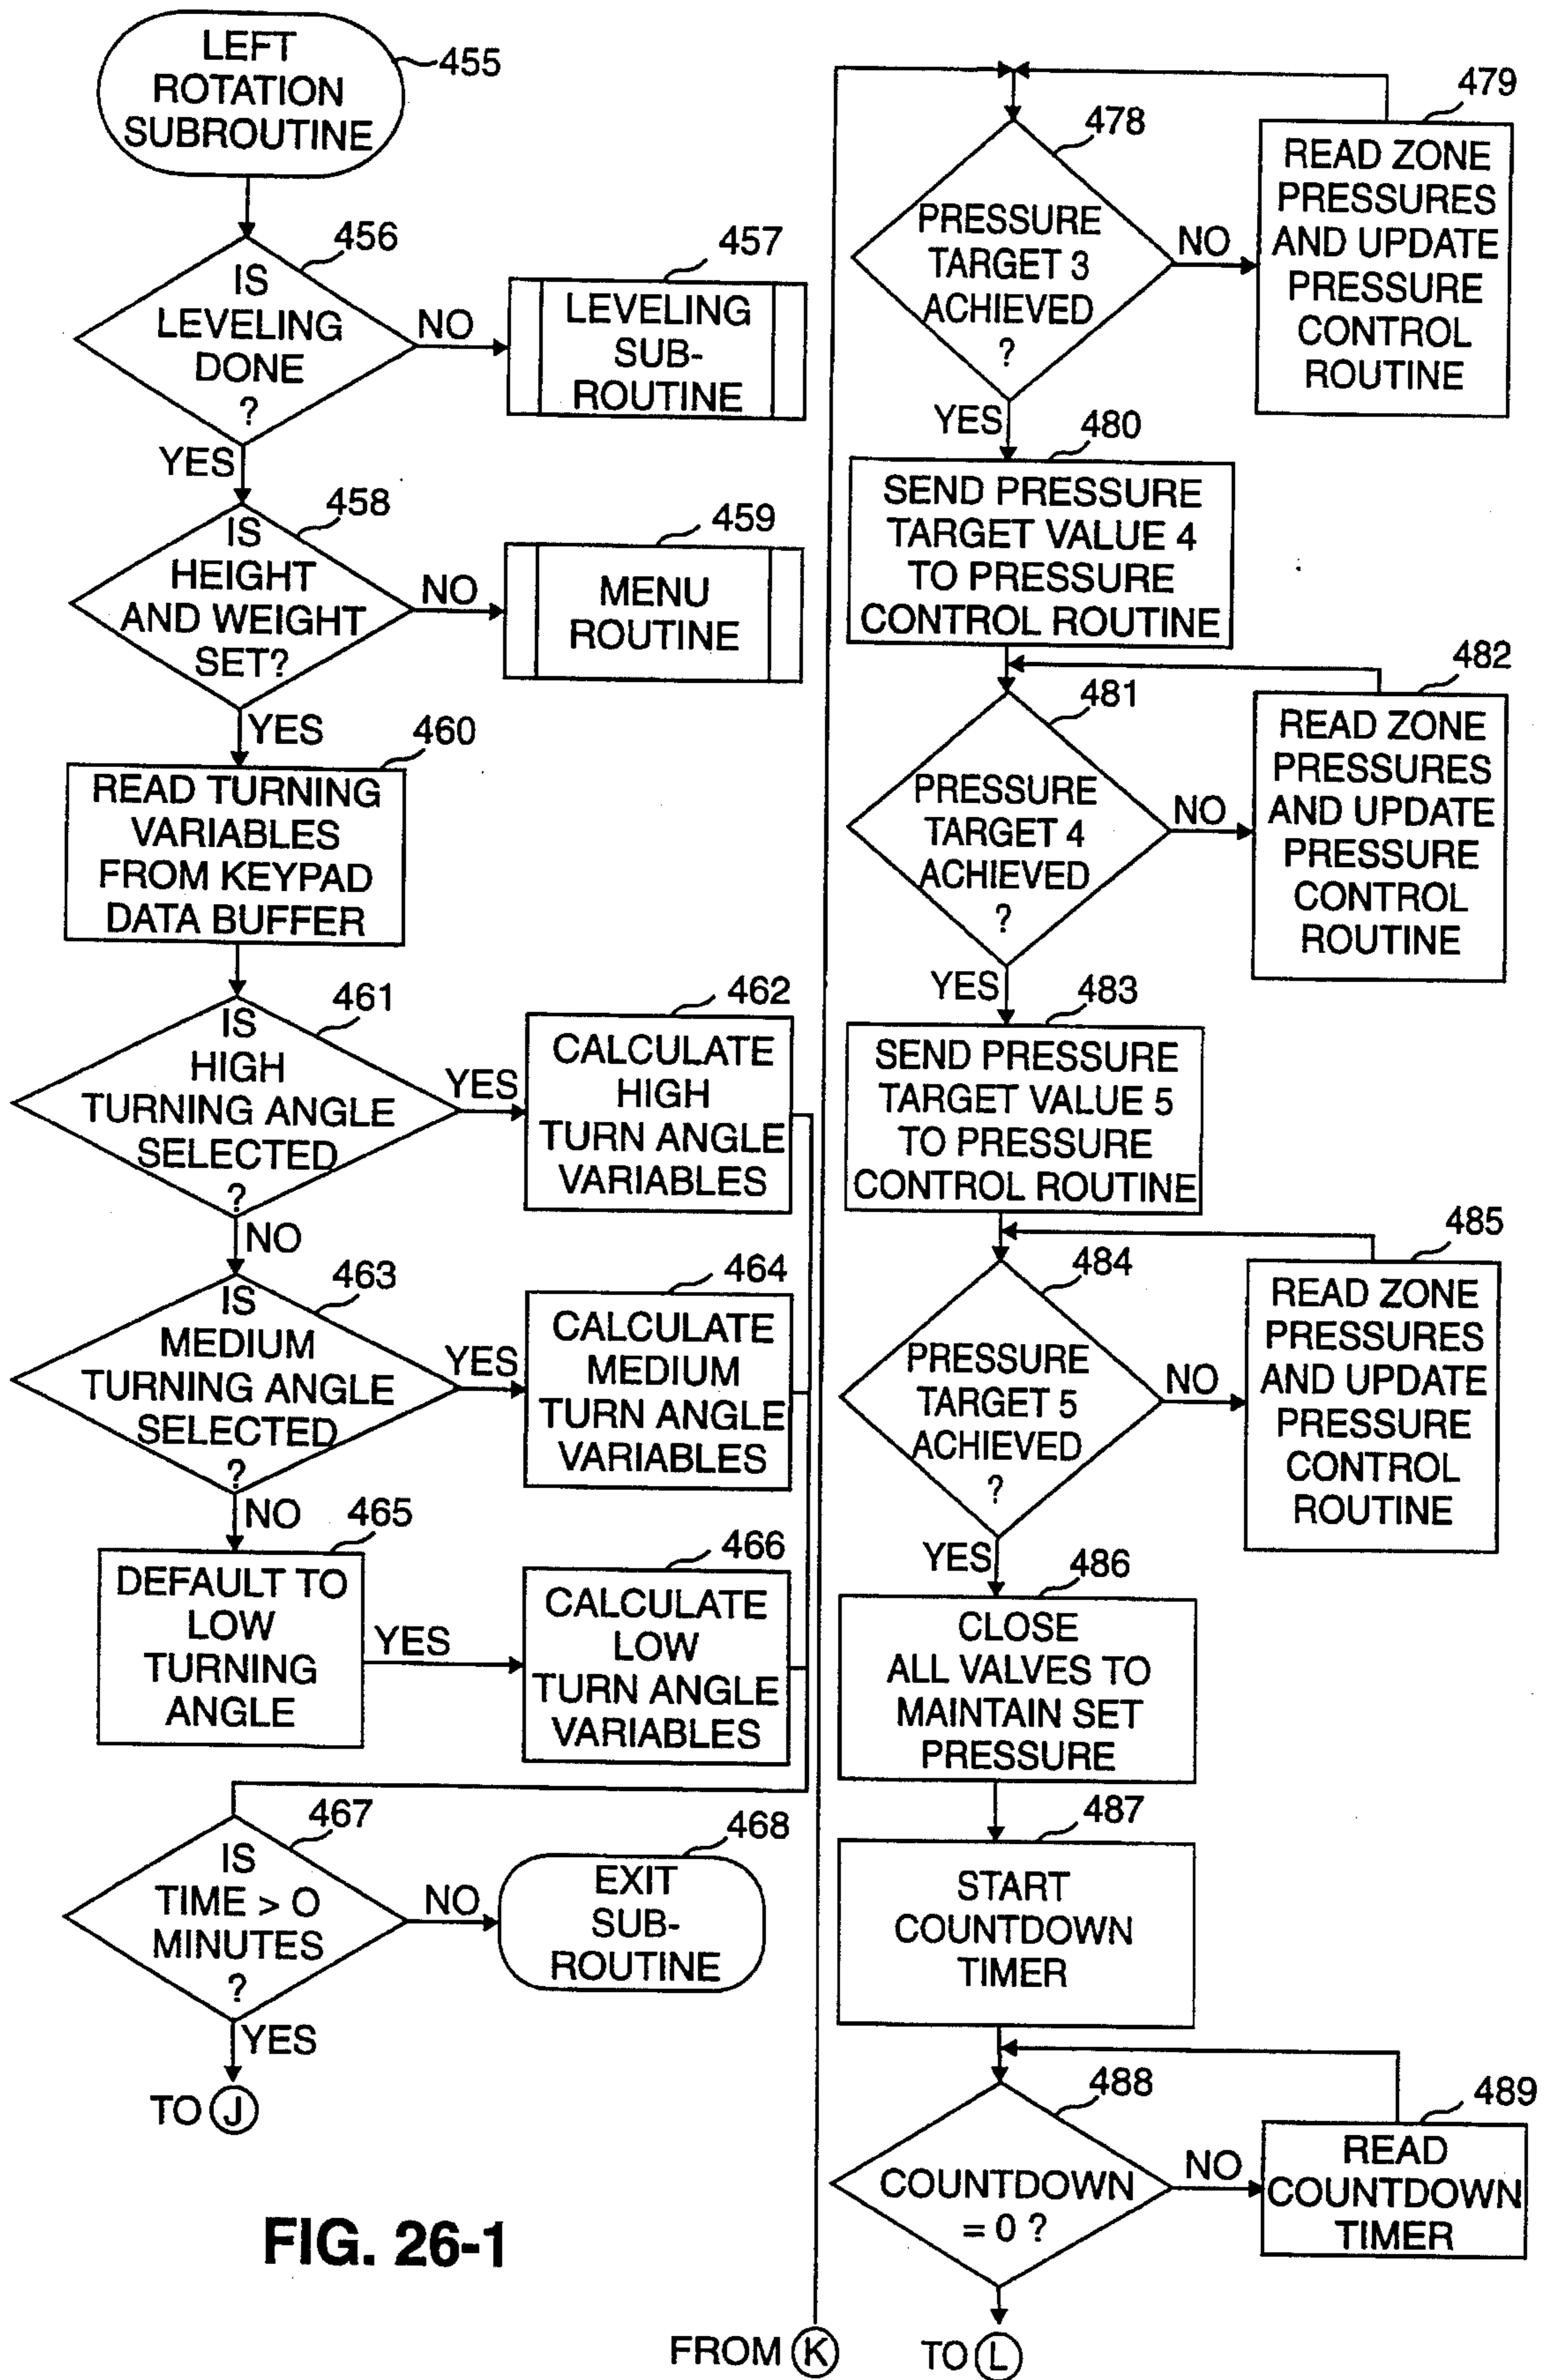 LEFT
ROTATION
SUBROUTINE
455
456
IS
LEVELING
DONE
?
NO
457
LEVELING
SUB-
ROUTINE
YES
458
IS
HEIGHT
AND WEIGHT
SET?
NO
459
MENU
ROUTINE
YES
460
READ TURNING
VARIABLES
FROM KEYPAD
DATA BUFFER
461
IS
HIGH
TURNING ANGLE
SELECTED
?
YES
462
CALCULATE
HIGH
TURN ANGLE
VARIABLES
NO
463
IS
MEDIUM
TURNING ANGLE
SELECTED
?
YES
464
CALCULATE
MEDIUM
TURN ANGLE
VARIABLES
NO
465
DEFAULT TO
LOW
TURNING
ANGLE
YES
466
CALCULATE
LOW
TURN ANGLE
VARIABLES
467
IS
TIME > O
MINUTES
?
NO
468
EXIT
SUB-
ROUTINE
YES
TO J
FIG. 26-1
FROM K
478
PRESSURE
TARGET 3
ACHIEVED
?
NO
479
READ ZONE
PRESSURES
AND UPDATE
PRESSURE
CONTROL
ROUTINE
YES
480
SEND PRESSURE
TARGET VALUE 4
TO PRESSURE
CONTROL ROUTINE
481
PRESSURE
TARGET 4
ACHIEVED
?
NO
482
READ ZONE
PRESSURES
AND UPDATE
PRESSURE
CONTROL
ROUTINE
YES
483
SEND PRESSURE
TARGET VALUE 5
TO PRESSURE
CONTROL ROUTINE
484
PRESSURE
TARGET 5
ACHIEVED
?
NO
485
READ ZONE
PRESSURES
AND UPDATE
PRESSURE
CONTROL
ROUTINE
YES
486
CLOSE
ALL VALVES TO
MAINTAIN SET
PRESSURE
487
START
COUNTDOWN
TIMER
488
COUNTDOWN
= 0 ?
NO
489
READ
COUNTDOWN
TIMER
TO L